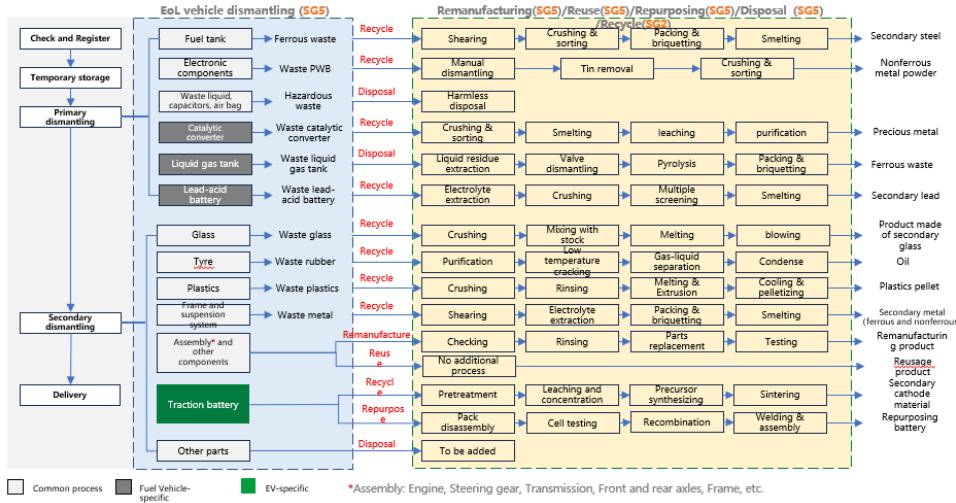 EoL vehicle dismantling (SG5)
Remanufacturing(SG5)/Reuse(SG5)/Repurposing(SG5)/Disposal (SG5)
/Recycle(SG2)
Check and Register
Temporary storage
Primary
dismantling
Secondary
dismantling
Delivery
Fuel tank
Ferrous waste
Recycle
Shearing
Crushing &
sorting
Packing &
briquetting
Smelting
Secondary steel
Electronic
components
Waste PWB
Recycle
Manual
dismantling
Tin removal
Crushing &
sorting
Nonferrous
metal powder
Waste liquid,
capacitors, air bag
Hazardous
waste
Disposal
Harmless
disposal
Catalytic
converter
Waste catalytic
converter
Recycle
Crushing &
sorting
Smelting
leaching
purification
Precious metal
Liquid gas tank
Waste liquid
gas tank
Disposal
Liquid residue
extraction
Valve
dismantling
Pyrolysis
Packing &
briquetting
Ferrous waste
Lead-acid
battery
Waste lead-
acid battery
Recycle
Electrolyte
extraction
Crushing
Multiple
screening
Smelting
Secondary lead
Glass
Waste glass
Recycle
Crushing
Mixing with
stock
Melting
blowing
Product made
of secondary
glass
Tyre
Waste rubber
Recycle
Purification
Low
temperature
cracking
Gas-liquid
separation
Condense
Oil
Plastics
Waste plastics
Recycle
Crushing
Rinsing
Melting &
Extrusion
Cooling &
pelletizing
Plastics pellet
Frame and
suspension
system
Waste metal
Recycle
Shearing
Electrolyte
extraction
Packing &
briquetting
Smelting
Secondary metal
(ferrous and nonferrous
Assembly* and
other
components
Remanufacture
Checking
Rinsing
Parts
replacement
Testing
Remanufacturin
g product
Reus
e
No additional
process
Reusage
product
Traction battery
Recycl
e
Pretreatment
Leaching and
concentration
Precursor
synthesizing
Sintering
Secondary
cathode
material
Repurpos
e
Pack
disassembly
Cell testing
Recombination
Welding &
assembly
Repurposing
battery
Other parts
Disposal
To be added
Common process
Fuel Vehicle-
specific
EV-specific
*Assembly: Engine, Steering gear, Transmission, Front and rear axles, Frame, etc.